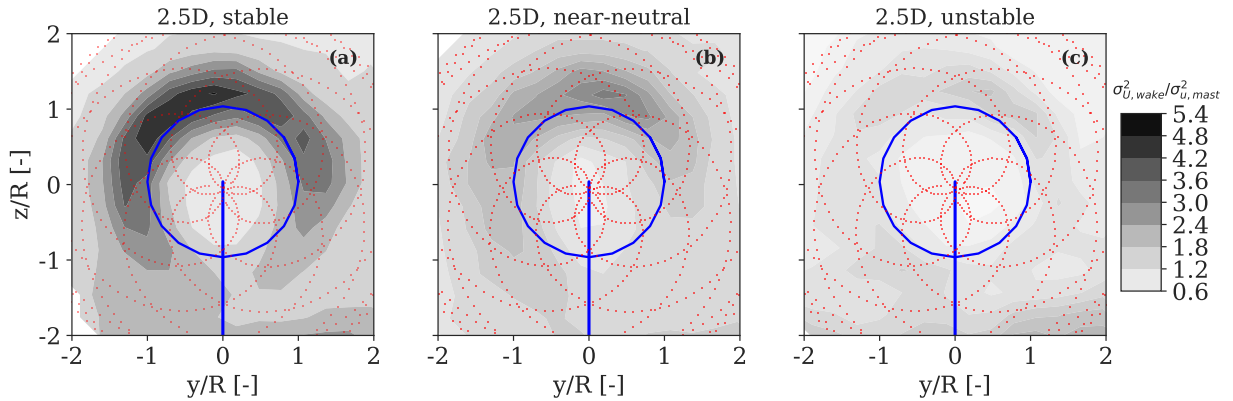 2.5D, stable
2.5D, near-neutral
2.5D, unstable
(a)
(b)
(c)
2
1
0
-1
-2
z/R [-]
-2 -1 0 1 2
-2 -1 0 1 2
-2 -1 0 1 2
y/R [-]
y/R [-]
y/R [-]
σ²U,wake/σ²u,mast
5.4
4.8
4.2
3.6
3.0
2.4
1.8
1.2
0.6